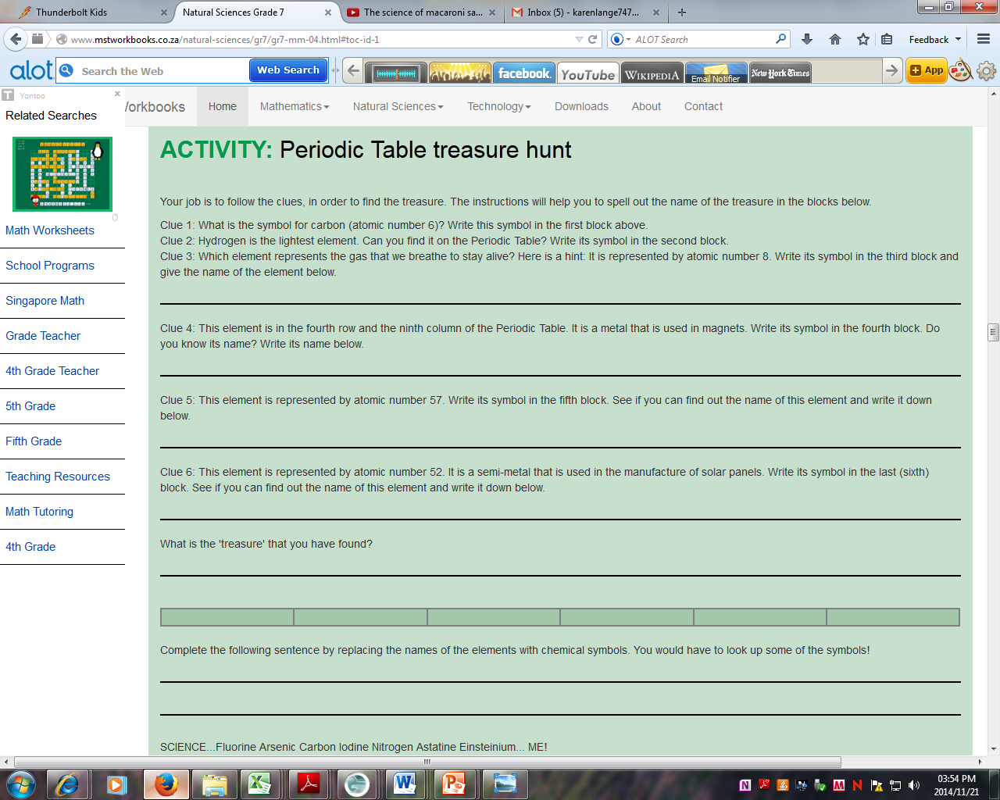 Thunderbolt Kids
Natural Sciences Grade 7
The science of macaroni sa...
Inbox (5) - karenlange747...
www.mstworkbooks.co.za/natural-sciences/gr7/gr7-mm-04.html#toc-id-1
ALOT Search
Feedback
alot
Search the Web
Web Search
facebook.
YouTube
WIKIPEDIA
Email Notifier
New York Times
App
Yontoo
Related Searches
Math Worksheets
School Programs
Singapore Math
Grade Teacher
4th Grade Teacher
5th Grade
Fifth Grade
Teaching Resources
Math Tutoring
4th Grade
Workbooks
Home
Mathematics
Natural Sciences
Technology
Downloads
About
Contact
ACTIVITY: Periodic Table treasure hunt
Your job is to follow the clues, in order to find the treasure. The instructions will help you to spell out the name of the treasure in the blocks below.
Clue 1: What is the symbol for carbon (atomic number 6)? Write this symbol in the first block above.
Clue 2: Hydrogen is the lightest element. Can you find it on the Periodic Table? Write its symbol in the second block.
Clue 3: Which element represents the gas that we breathe to stay alive? Here is a hint: It is represented by atomic number 8. Write its symbol in the third block and
give the name of the element below.
Clue 4: This element is in the fourth row and the ninth column of the Periodic Table. It is a metal that is used in magnets. Write its symbol in the fourth block. Do
you know its name? Write its name below.
Clue 5: This element is represented by atomic number 57. Write its symbol in the fifth block. See if you can find out the name of this element and write it down
below.
Clue 6: This element is represented by atomic number 52. It is a semi-metal that is used in the manufacture of solar panels. Write its symbol in the last (sixth)
block. See if you can find out the name of this element and write it down below.
What is the 'treasure' that you have found?
Complete the following sentence by replacing the names of the elements with chemical symbols. You would have to look up some of the symbols!
SCIENCE...Fluorine Arsenic Carbon Iodine Nitrogen Astatine Einsteinium... ME!
03:54 PM
2014/11/21